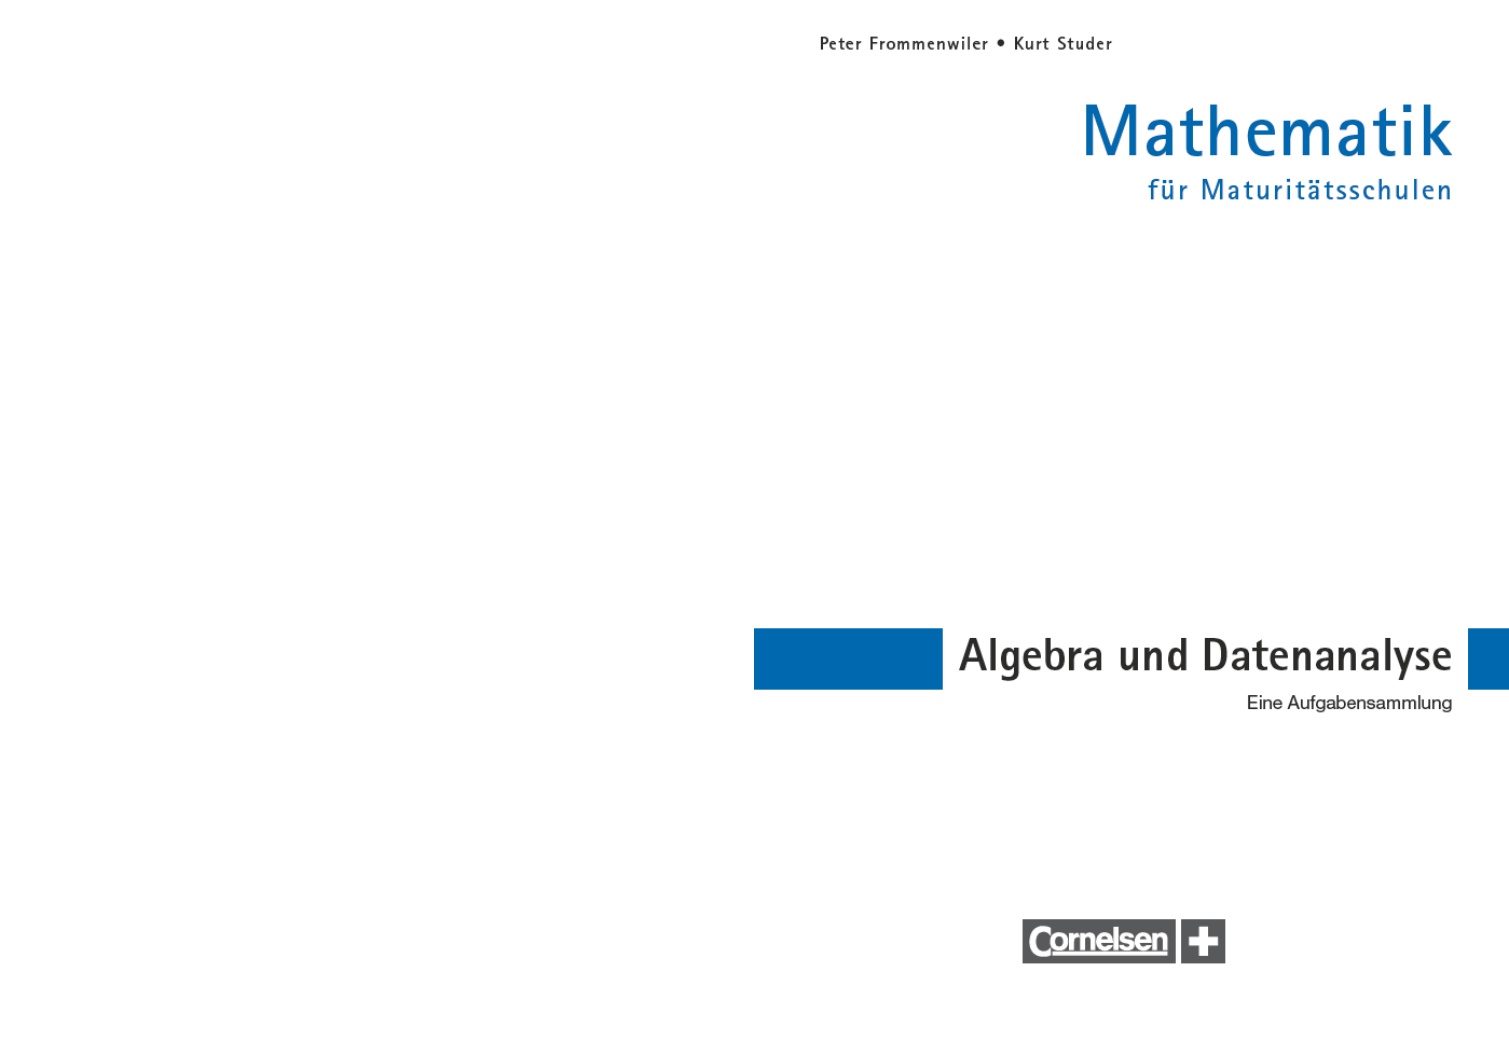 Peter Frommenwiler • Kurt Studer
Mathematik
für Maturitätsschulen
Algebra und Datenanalyse
Eine Aufgabensammlung
Cornelsen